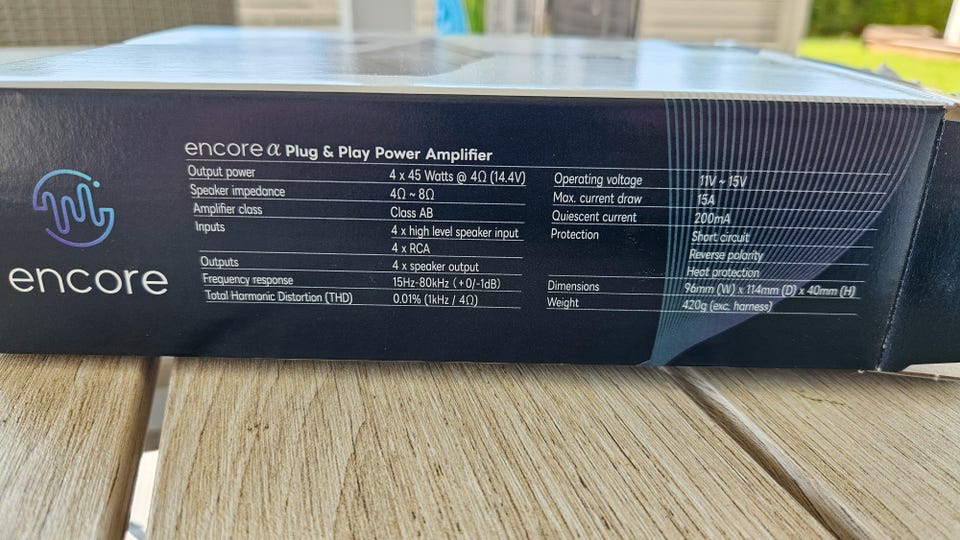 encore
encore α Plug & Play Power Amplifier
Output power 4 x 45 Watts @ 4Ω (14.4V)
Speaker impedance 4Ω ~ 8Ω
Amplifier class Class AB
Inputs 4 x high level speaker input
4 x RCA
Outputs 4 x speaker output
Frequency response 15Hz-80kHz (+0/-1dB)
Total Harmonic Distortion (THD) 0.01% (1kHz / 4Ω)
Operating voltage 11V ~ 15V
Max. current draw 15A
Quiescent current 200mA
Protection Short circuit
Reverse polarity
Heat protection
Dimensions 96mm (W) x 114mm (D) x 40mm (H)
Weight 420g (exc. harness)